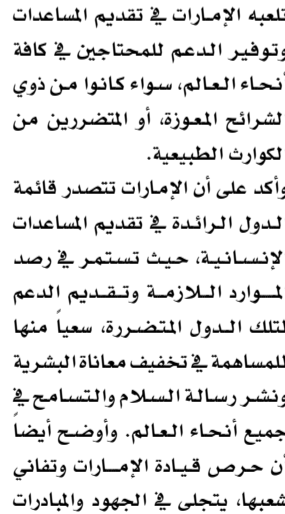 تلعبه الإمارات في تقديم المساعدات
وتوفير الدعم للمحتاجين في كافة
أنحاء العالم، سواء كانوا من ذوي
الشرائح المعوزة، أو المتضررين من
الكوارث الطبيعية.
وأكد على أن الإمارات تتصدر قائمة
الدول الرائدة في تقديم المساعدات
الإنسانية، حيث تستمر في رصد
المـوارد اللازمة وتقديم الدعم
لتلك الدول المتضررة، سعياً منها
للمساهمة في تخفيف معاناة البشرية
ونشر رسالة السلام والتسامح في
جميع أنحاء العالم. وأوضح أيضاً
أن حرص قيادة الإمارات وتفاني
شعبها، يتجلى في الجهود والمبادرات